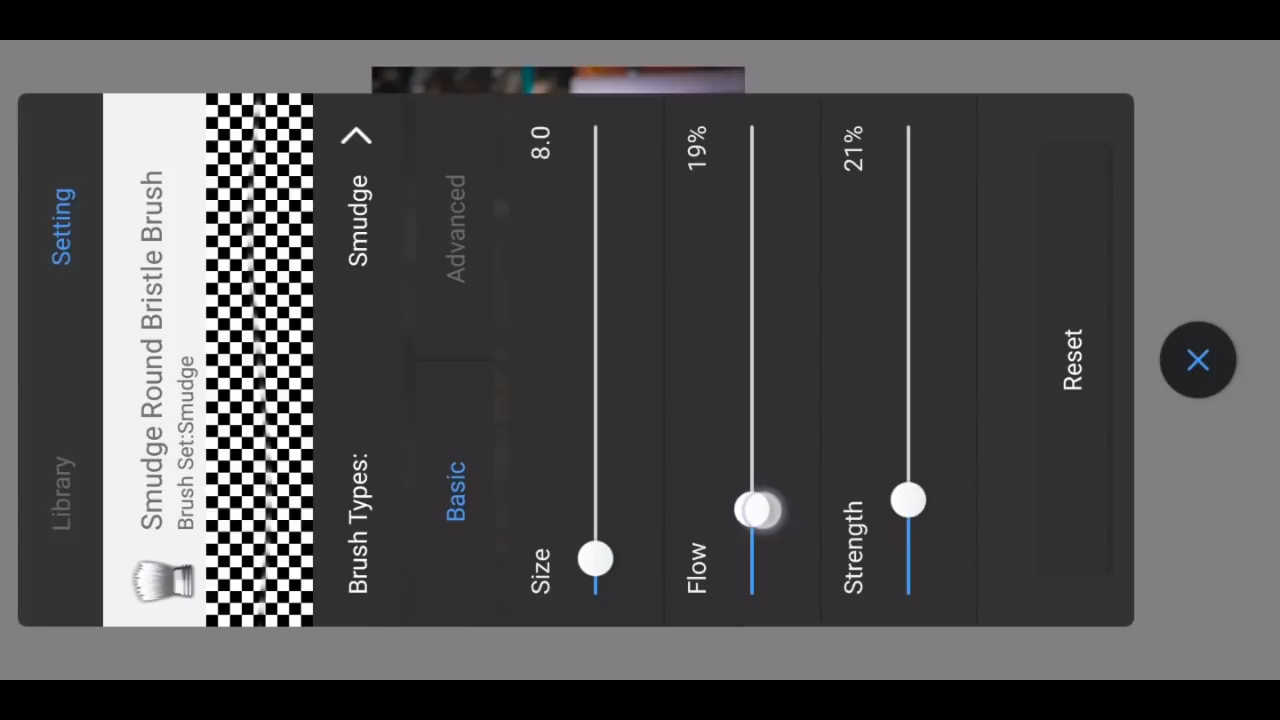 Library
Setting
Smudge Round Bristle Brush
Brush Set:Smudge
Brush Types:
Smudge
Basic
Advanced
Size
8.0
Flow
19%
Strength
21%
Reset